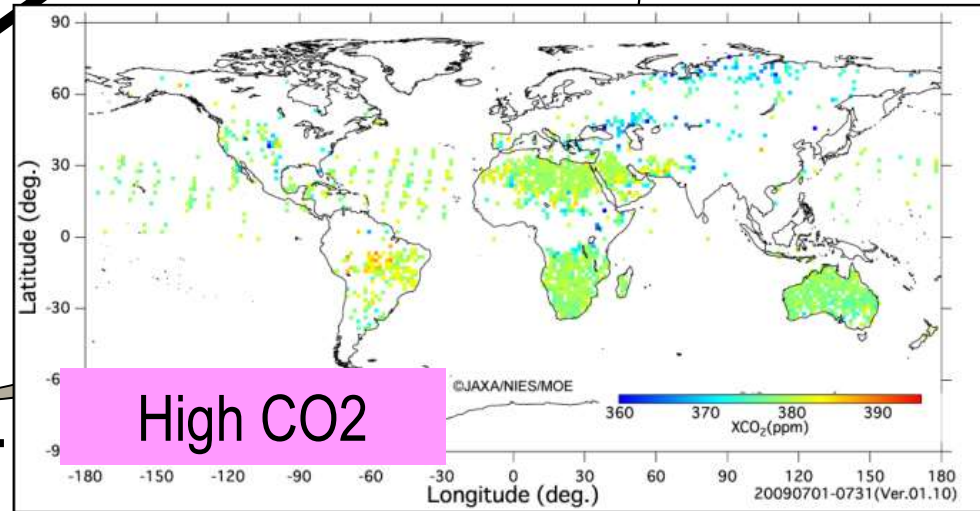 90
60
30
0
-30
-6
-9
Latitude (deg.)
©JAXA/NIES/MOE
High CO2
360 370 380 390
XCO₂(ppm)
-180 -150 -120 -90 -60 -30 0 30 60 90 120 150 180
Longitude (deg.)
20090701-0731(Ver.01.10)